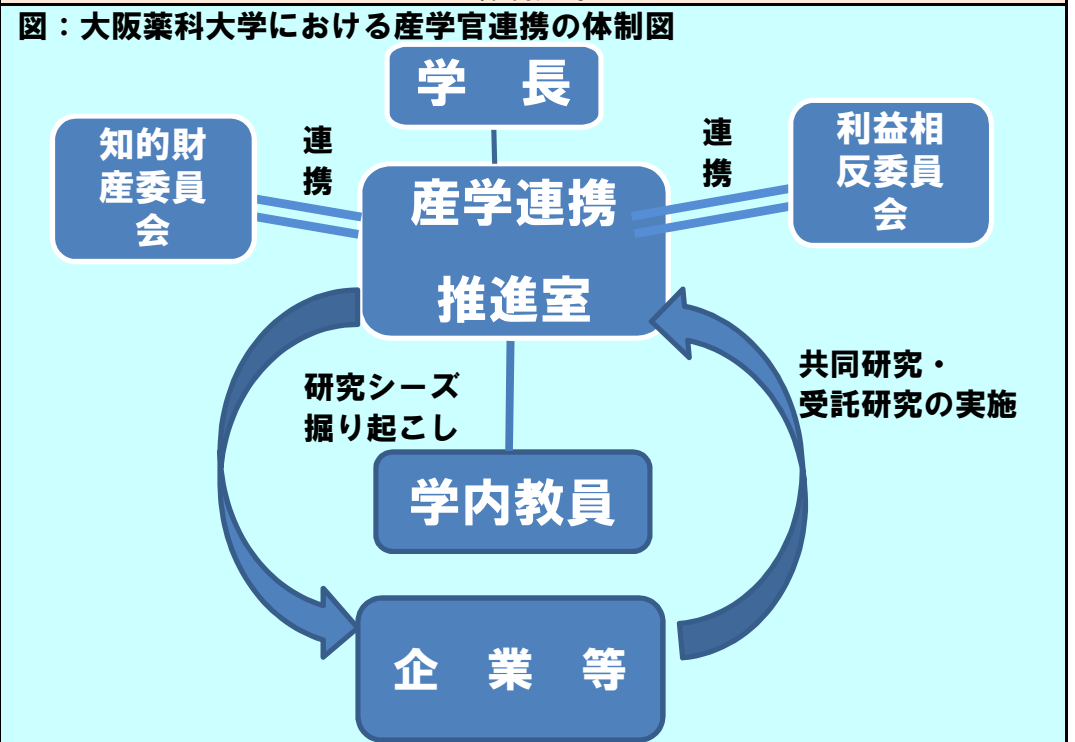 図：大阪薬科大学における産学官連携の体制図
学　長
知的財
産委員
会
連
携
連
携
利益相
反委員
会
産学連携
推進室
研究シーズ
掘り起こし
共同研究・
受託研究の実施
学内教員
企　業　等